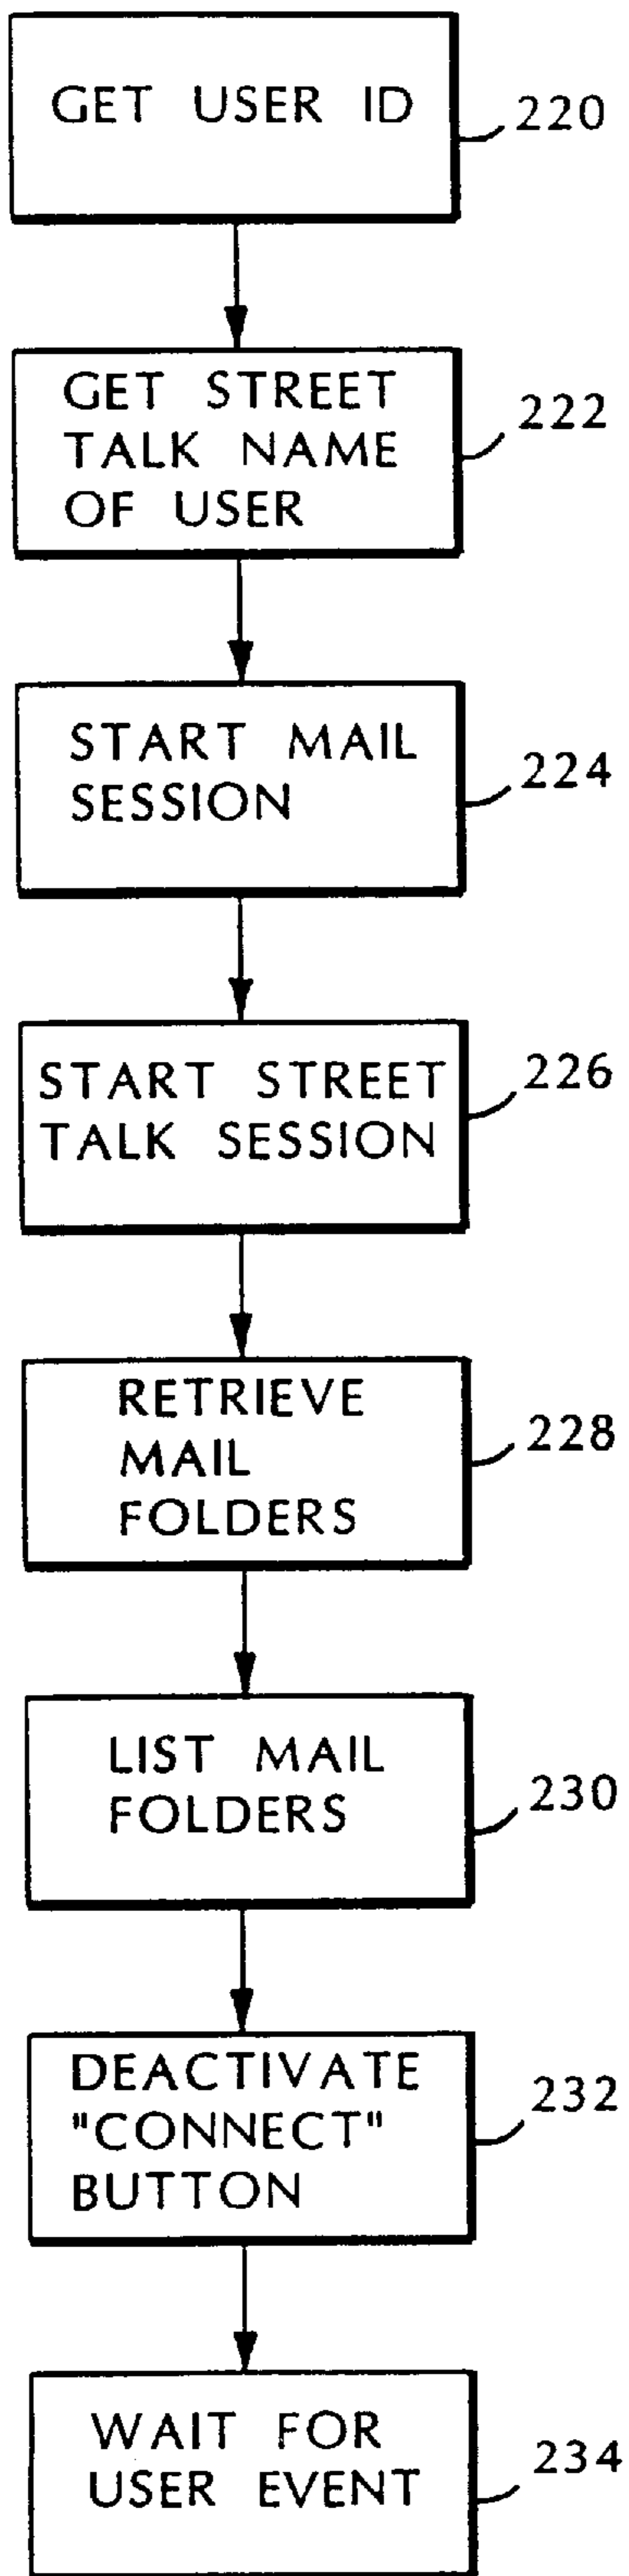 GET USER ID
220
GET STREET
TALK NAME
OF USER
222
START MAIL
SESSION
224
START STREET
TALK SESSION
226
RETRIEVE
MAIL
FOLDERS
228
LIST MAIL
FOLDERS
230
DEACTIVATE
"CONNECT"
BUTTON
232
WAIT FOR
USER EVENT
234